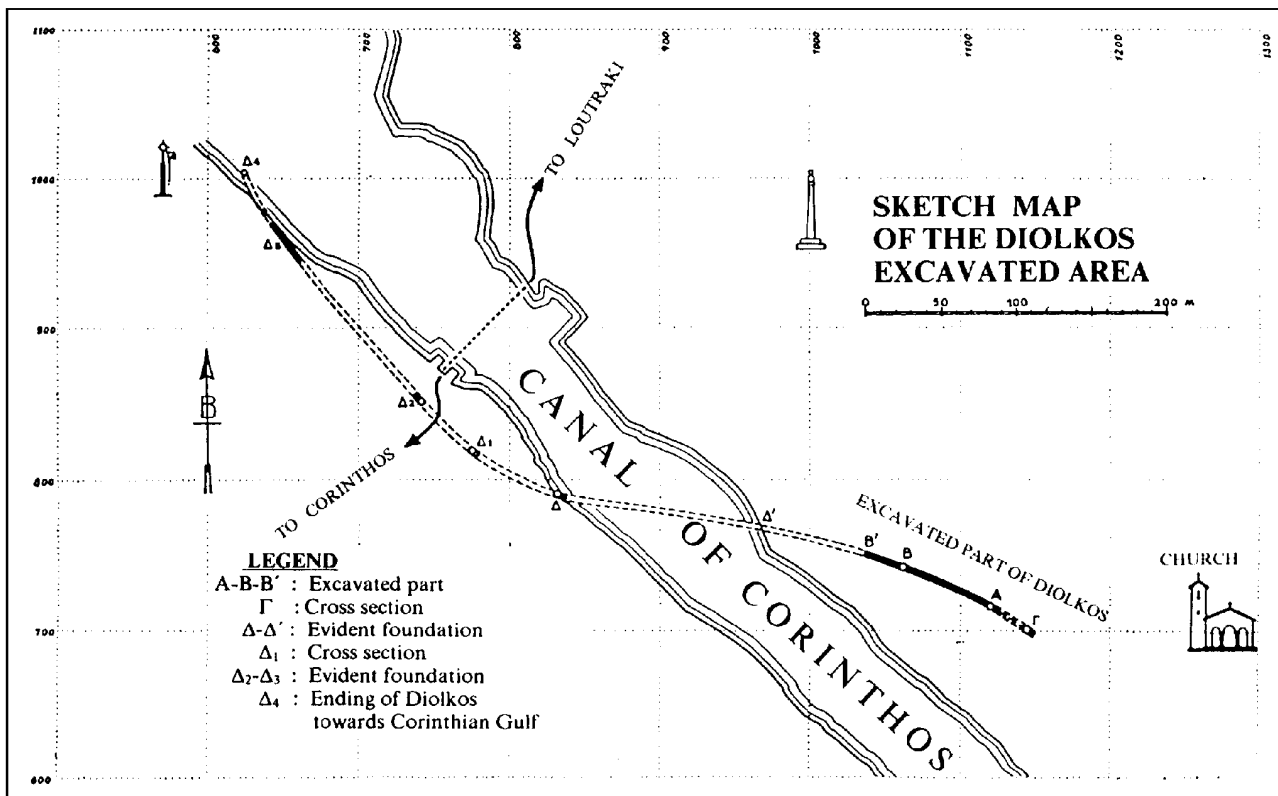 1100
600
700
800
900
1000
1100
1200
1300
Δ4
1000
TO LOUTRAKI
SKETCH MAP
OF THE DIOLKOS
EXCAVATED AREA
0 50 100 200 m
Δ3
900
B
Δ2
Δ1
TO CORINTHOS
CANAL OF CORINTHOS
800
Δ
Δ'
B'
B
A
Γ
EXCAVATED PART OF DIOLKOS
CHURCH
700
600
LEGEND
A-B-B′ : Excavated part
Γ : Cross section
Δ-Δ′ : Evident foundation
Δ₁ : Cross section
Δ₂-Δ₃ : Evident foundation
Δ₄ : Ending of Diolkos
towards Corinthian Gulf